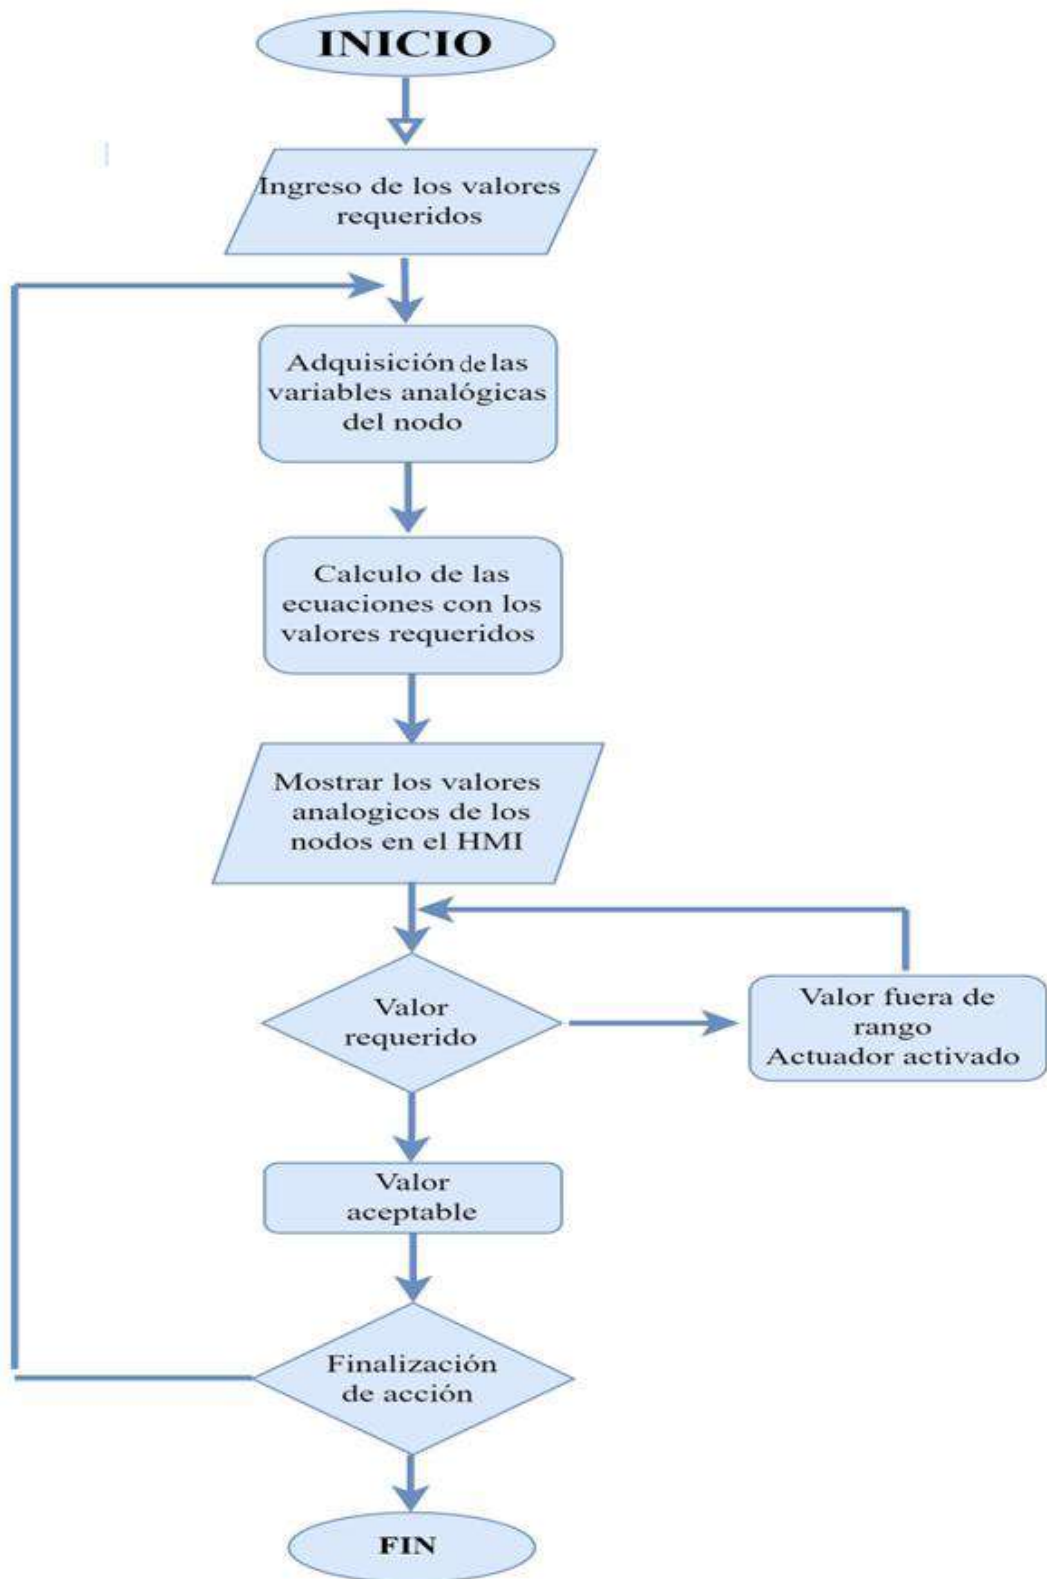 INICIO
Ingreso de los valores
requeridos
Adquisición de las
variables analógicas
del nodo
Calculo de las
ecuaciones con los
valores requeridos
Mostrar los valores
analogicos de los
nodos en el HMI
Valor
requerido
Valor fuera de
rango
Actuador activado
Valor
aceptable
Finalización
de acción
FIN